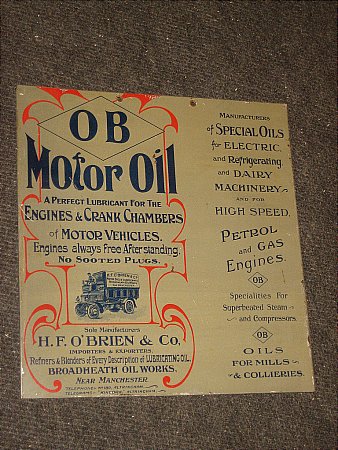 OB
Motor Oil
A PERFECT LUBRICANT FOR THE
ENGINES & CRANK CHAMBERS
of MOTOR VEHICLES.
Engines always Free After standing.
No SOOTED PLUGS.
Sole Manufacturers
H. F. O'BRIEN & Co.
IMPORTERS & EXPORTERS.
Refiners & Blenders of Every Description of LUBRICATING OIL.
BROADHEATH OIL WORKS.
NEAR MANCHESTER
MANUFACTURERS
of SPECIAL OILS
for ELECTRIC.
and Refrigerating.
and DAIRY
MACHINERY
AND FOR
HIGH SPEED.
PETROL
and GAS
Engines.
OB
Specialities For
Superheated Steam
and Compressors.
OB
OILS
FOR MILLS
& COLLIERIES.